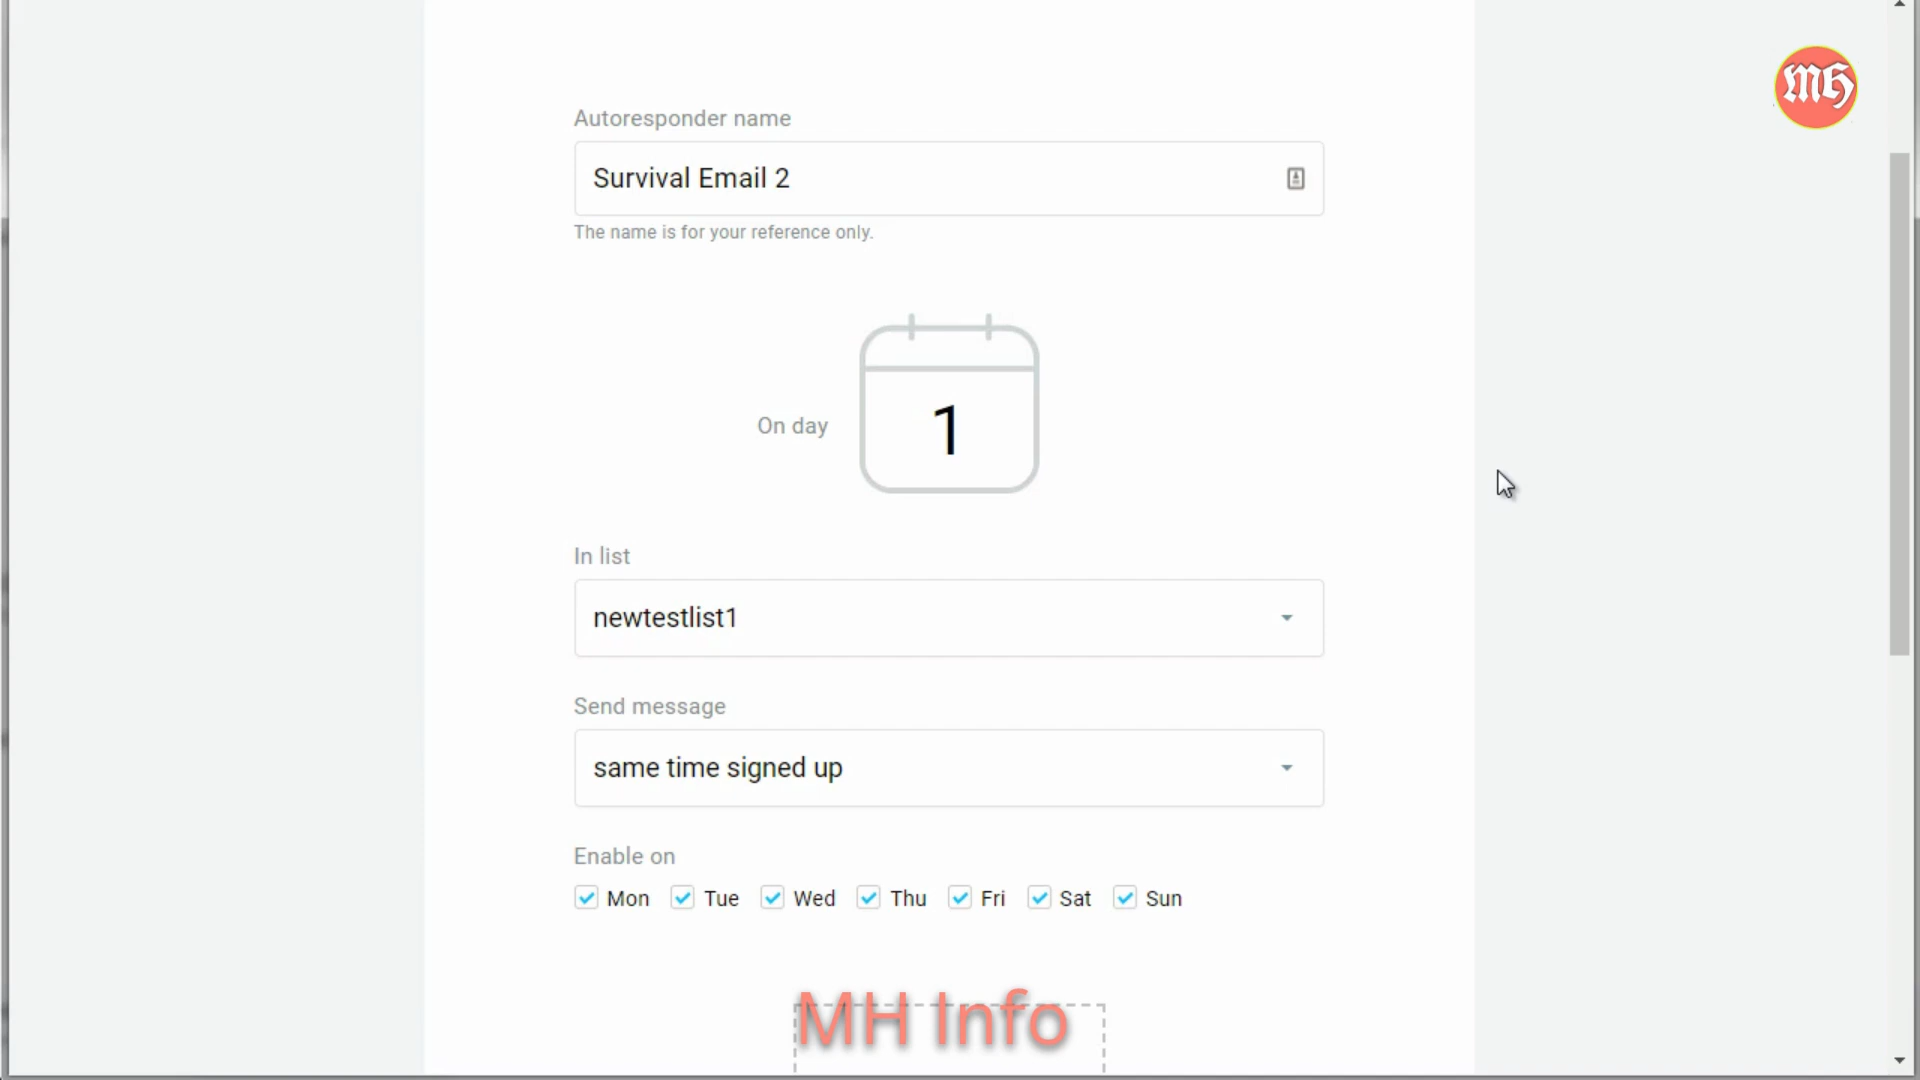 MH
Autoresponder name
Survival Email 2
The name is for your reference only.
On day
1
In list
newtestlist1
Send message
same time signed up
Enable on
Mon Tue Wed Thu Fri Sat Sun
MH Info